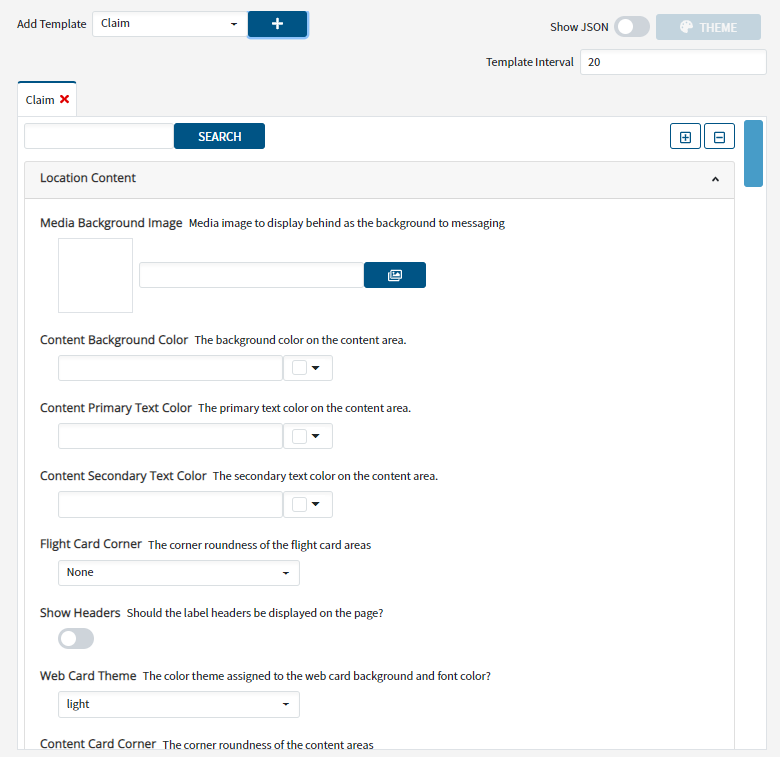 Add Template Claim Show JSON THEME
Template Interval 20
Claim
SEARCH
Location Content
Media Background Image Media image to display behind as the background to messaging
Content Background Color The background color on the content area.
Content Primary Text Color The primary text color on the content area.
Content Secondary Text Color The secondary text color on the content area.
Flight Card Corner The corner roundness of the flight card areas
None
Show Headers Should the label headers be displayed on the page?
Web Card Theme The color theme assigned to the web card background and font color?
light
Content Card Corner The corner roundness of the content areas